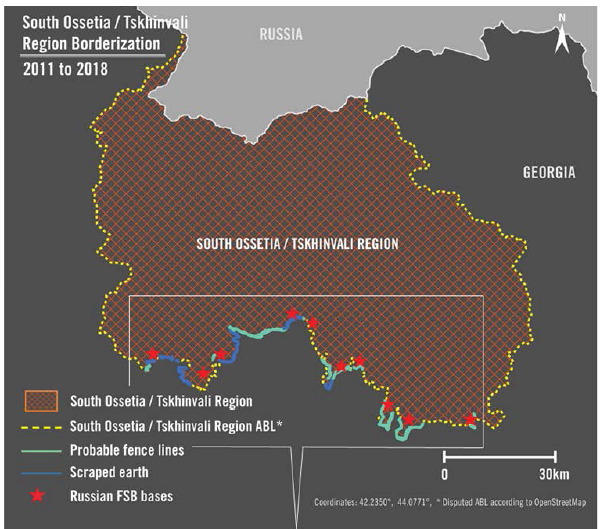 South Ossetia / Tskhinvali
Region Borderization
2011 to 2018
RUSSIA
N
GEORGIA
SOUTH OSSETIA / TSKHINVALI REGION
South Ossetia / Tskhinvali Region
South Ossetia / Tskhinvali Region ABL*
Probable fence lines
Scraped earth
Russian FSB bases
0 30km
Coordinates: 42.2350°, 44.0771°, * Disputed ABL according to OpenStreetMap